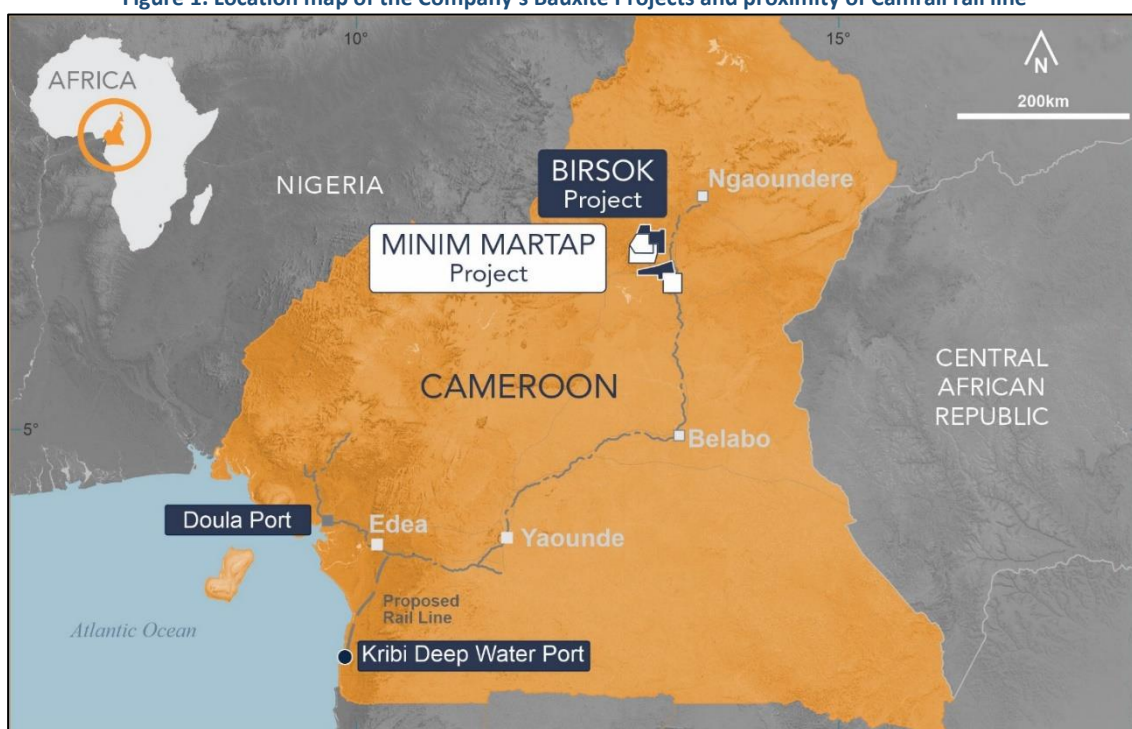 Figure 1: Location map of the Company's Bauxite Projects and proximity of Camrail rail line
10°
15°
AFRICA
N
200km
NIGERIA
BIRSOK
Project
Ngaoundere
MINIM MARTAP
Project
CENTRAL
AFRICAN
REPUBLIC
CAMEROON
5°
Belabo
Doula Port
Edea
Yaounde
Proposed
Rail Line
Atlantic Ocean
Kribi Deep Water Port